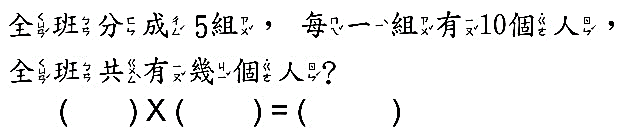 全班分成5組，每一組有10個人，
全班共有幾個人?
(　　)X(　　)=(　　　)